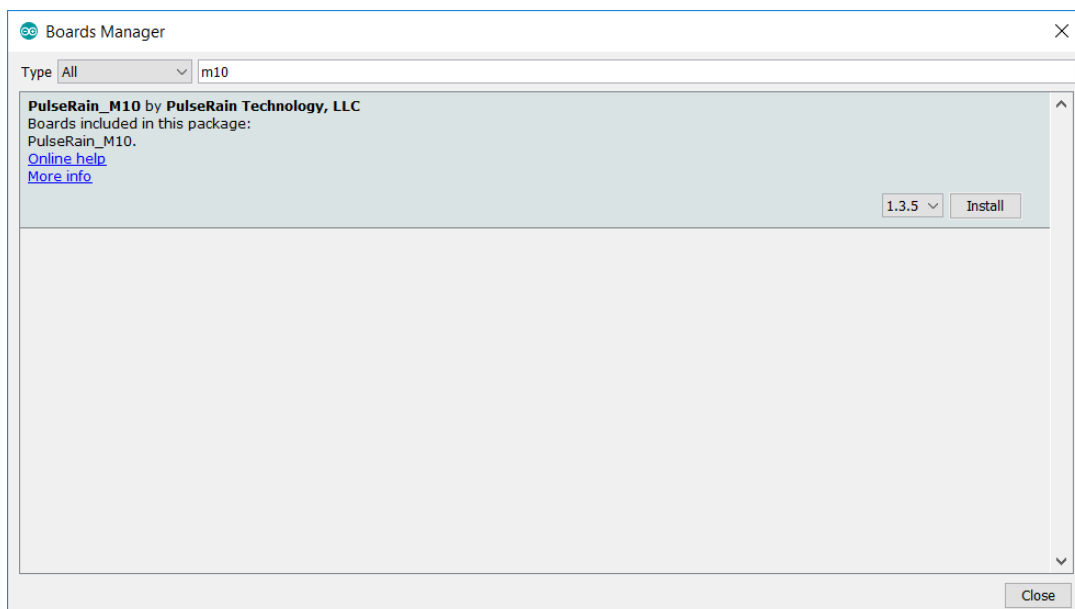 Boards Manager
Type All m10
PulseRain_M10 by PulseRain Technology, LLC
Boards included in this package:
PulseRain_M10.
Online help
More info
1.3.5 Install
Close